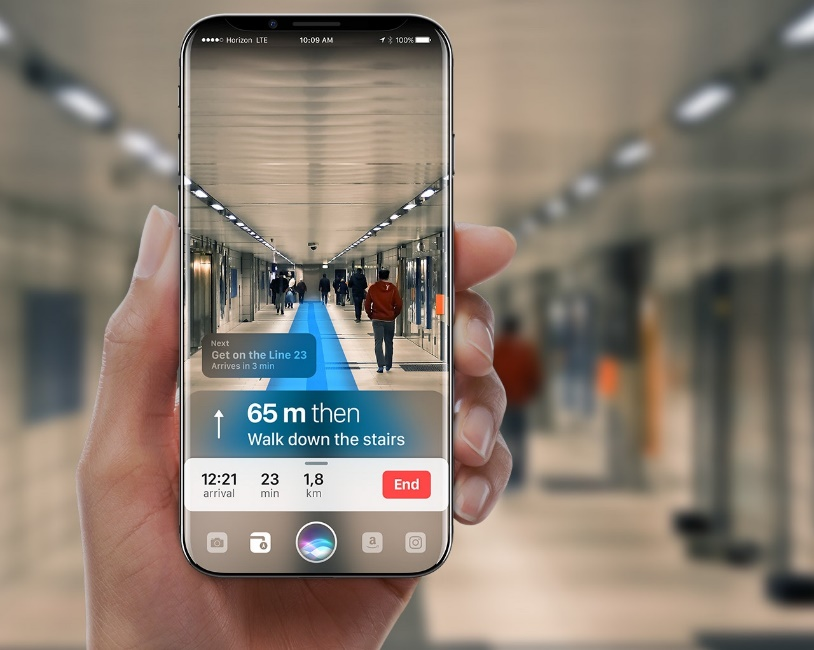 Horizon LTE
10:09 AM
100%
Next
Get on the Line 23
Arrives in 3 min
65 m then
Walk down the stairs
12:21
arrival
23
min
1,8
km
End
a